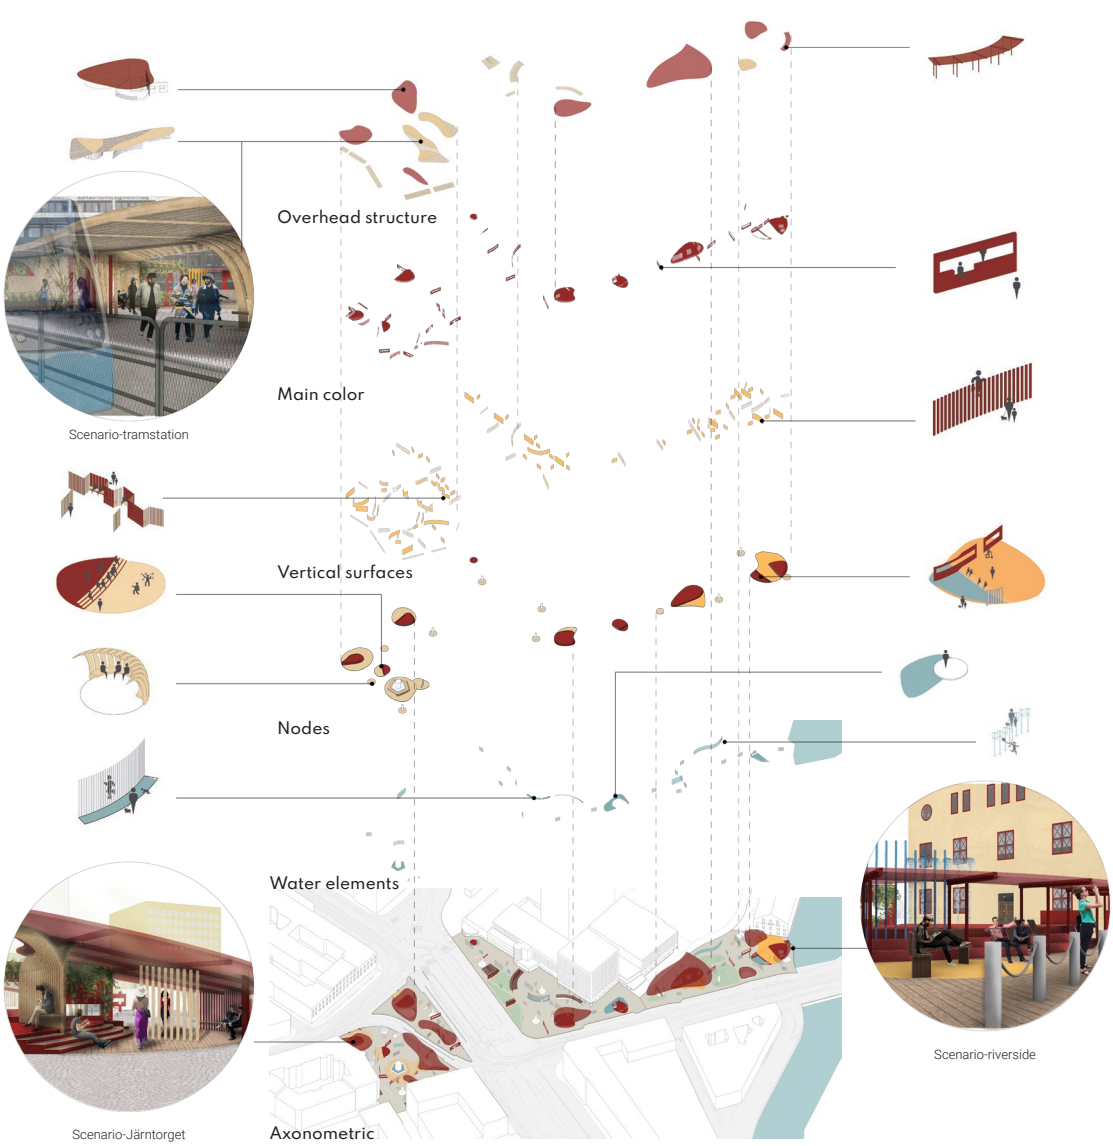 Overhead structure
Main color
Scenario-tramstation
Vertical surfaces
Nodes
Water elements
Scenario-riverside
Scenario-Järntorget
Axonometric